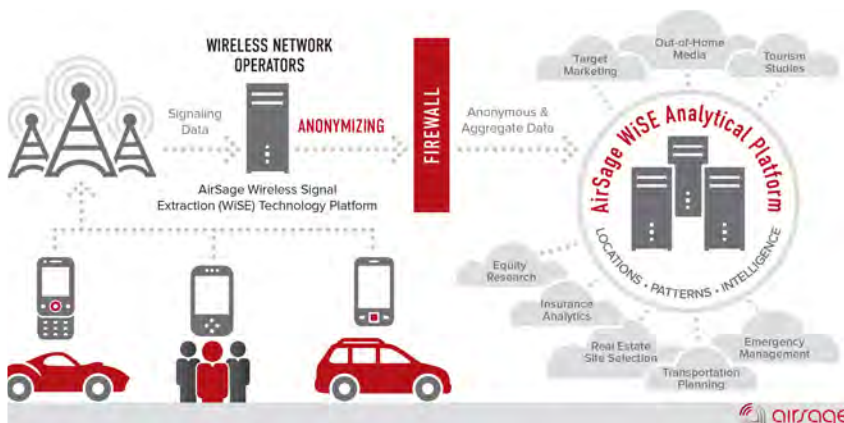 WIRELESS NETWORK
OPERATORS
Signaling
Data
ANONYMIZING
AirSage Wireless Signal
Extraction (WiSE) Technology Platform
FIREWALL
Anonymous &
Aggregate Data
Target
Marketing
Out-of-Home
Media
Tourism
Studies
AirSage WiSE Analytical Platform
LOCATIONS • PATTERNS • INTELLIGENCE
Equity
Research
Insurance
Analytics
Real Estate
Site Selection
Transportation
Planning
Emergency
Management
airsage